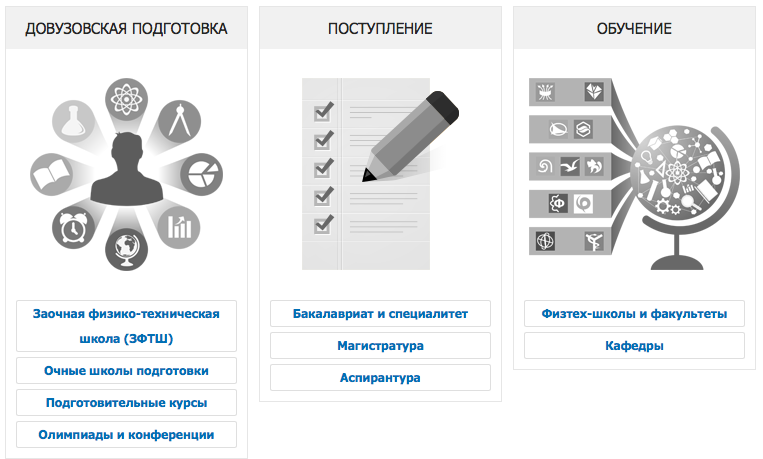 ДОВУЗОВСКАЯ ПОДГОТОВКА
Заочная физико-техническая
школа (ЗФТШ)
Очные школы подготовки
Подготовительные курсы
Олимпиады и конференции
ПОСТУПЛЕНИЕ
Бакалавриат и специалитет
Магистратура
Аспирантура
ОБУЧЕНИЕ
Физтех-школы и факультеты
Кафедры